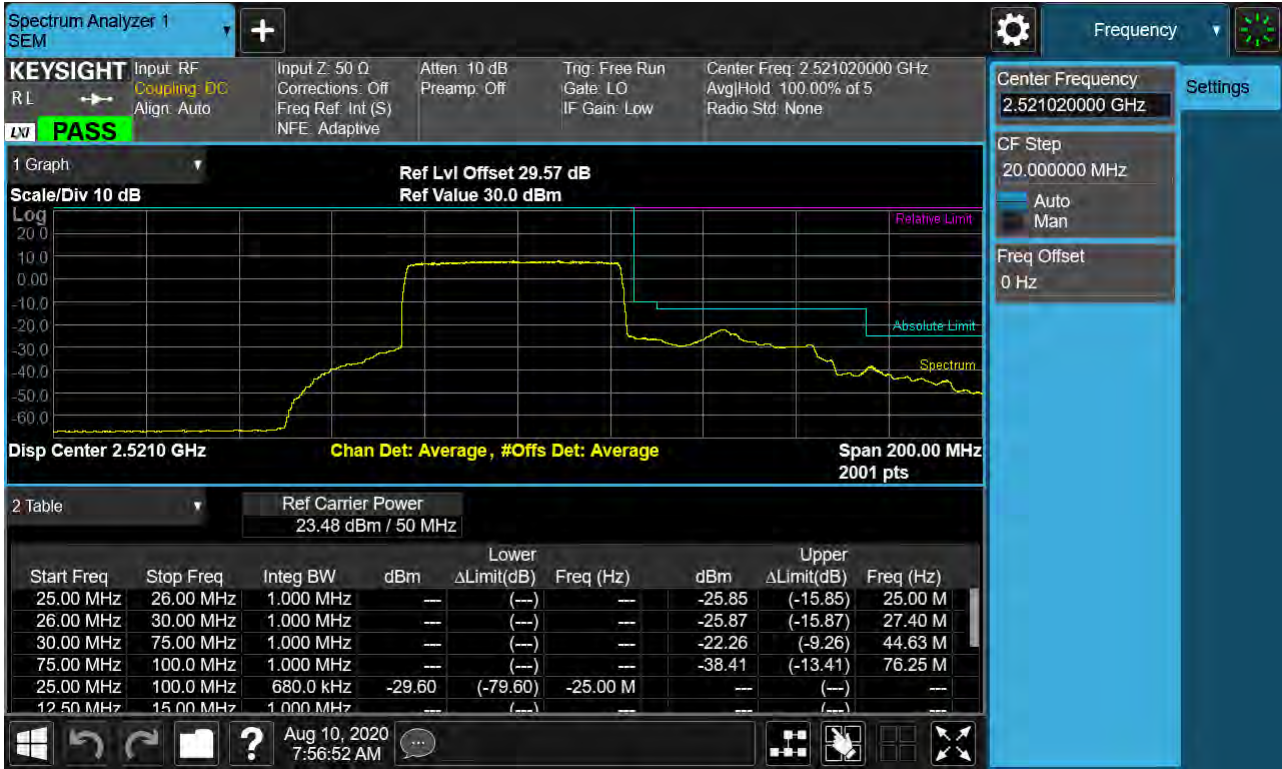 Spectrum Analyzer 1
SEM
+
Frequency
KEYSIGHT
Input: RF
Input Z: 50 Ω
Atten: 10 dB
Trig: Free Run
Center Freq: 2.521020000 GHz
RL
Coupling: DC
Corrections: Off
Preamp: Off
Gate: LO
Avg|Hold: 100.00% of 5
Align: Auto
Freq Ref: Int (S)
IF Gain: Low
Radio Std: None
LXI
PASS
NFE: Adaptive
Center Frequency
2.521020000 GHz
Settings
CF Step
20.000000 MHz
Auto
Man
Freq Offset
0 Hz
1 Graph
Ref Lvl Offset 29.57 dB
Scale/Div 10 dB
Ref Value 30.0 dBm
Log
Relative Limit
20.0
10.0
0.00
-10.0
-20.0
Absolute Limit
-30.0
Spectrum
-40.0
-50.0
-60.0
Disp Center 2.5210 GHz
Chan Det: Average, #Offs Det: Average
Span 200.00 MHz
2001 pts
2 Table
Ref Carrier Power
23.48 dBm / 50 MHz
Lower Upper
Start Freq Stop Freq Integ BW dBm ΔLimit(dB) Freq (Hz) dBm ΔLimit(dB) Freq (Hz)
25.00 MHz 26.00 MHz 1.000 MHz --- (---) --- -25.85 (-15.85) 25.00 M
26.00 MHz 30.00 MHz 1.000 MHz --- (---) --- -25.87 (-15.87) 27.40 M
30.00 MHz 75.00 MHz 1.000 MHz --- (---) --- -22.26 (-9.26) 44.63 M
75.00 MHz 100.0 MHz 1.000 MHz --- (---) --- -38.41 (-13.41) 76.25 M
25.00 MHz 100.0 MHz 680.0 kHz -29.60 (-79.60) -25.00 M --- (---) ---
12.50 MHz 15.00 MHz 1.000 MHz --- (---) --- --- (---) ---
?
Aug 10, 2020
7:56:52 AM